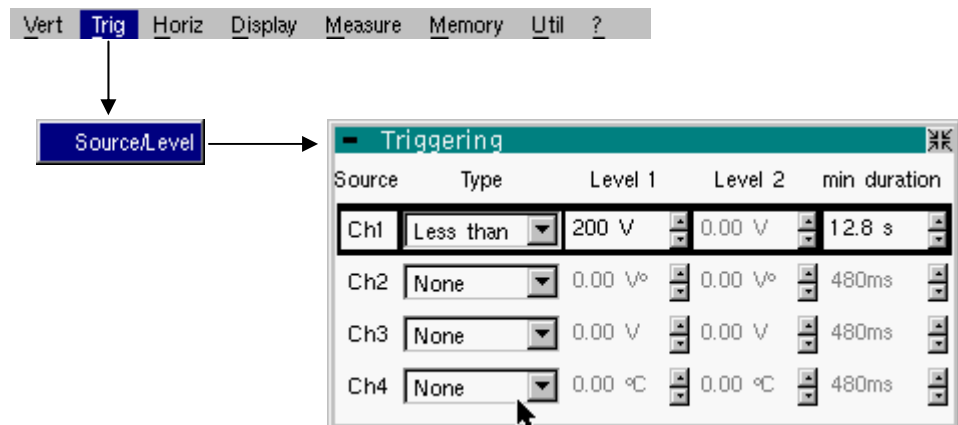 Vert Trig Horiz Display Measure Memory Util ?
Source/Level
Triggering
Source Type Level 1 Level 2 min duration
Ch1 Less than 200 V 0.00 V 12.8 s
Ch2 None 0.00 V° 0.00 V° 480ms
Ch3 None 0.00 V 0.00 V 480ms
Ch4 None 0.00 °C 0.00 °C 480ms